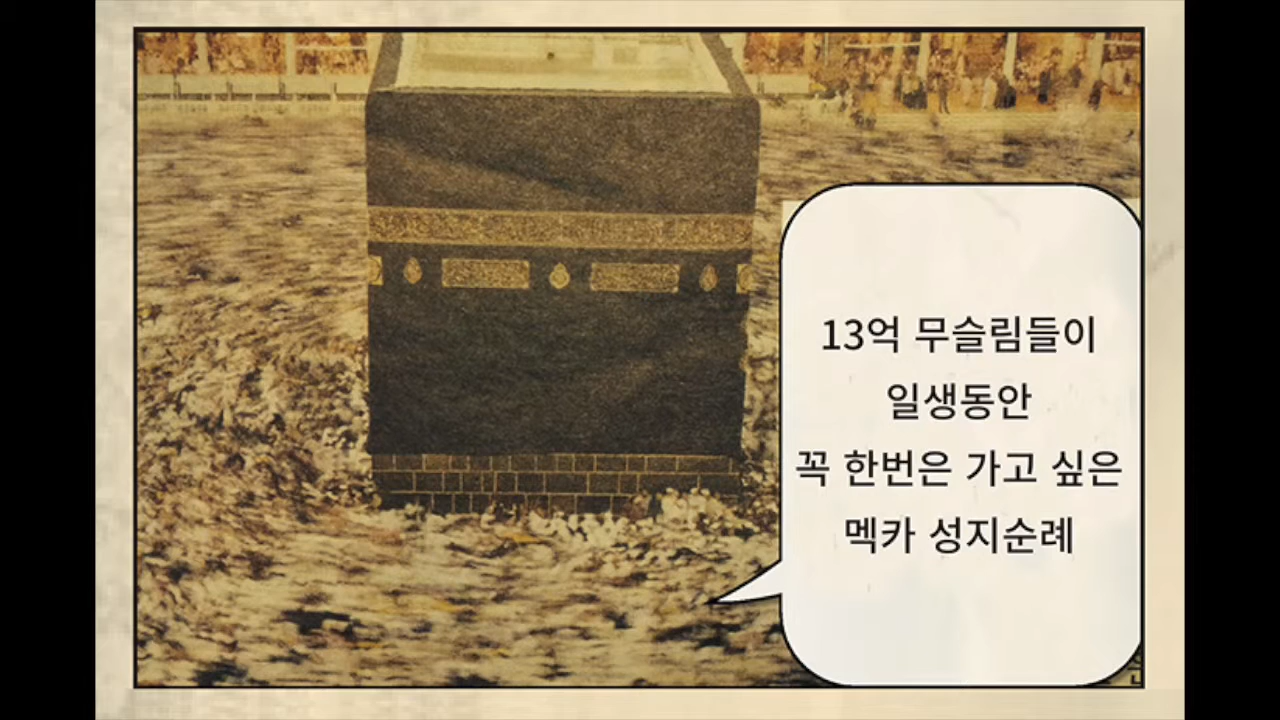 13억 무슬림들이
일생동안
꼭 한번은 가고 싶은
멕카 성지순례